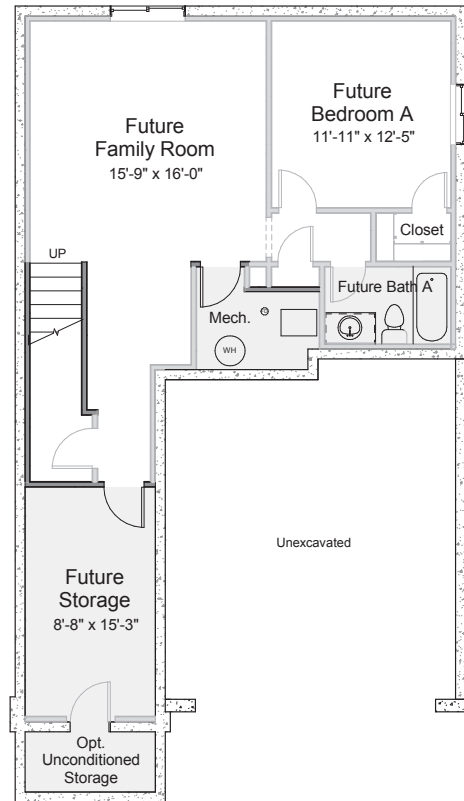 Future
Family Room
15'-9" x 16'-0"
Future
Bedroom A
11'-11" x 12'-5"
Closet
UP
Future Bath A
Mech.
WH
Unexcavated
Future
Storage
8'-8" x 15'-3"
Opt.
Unconditioned
Storage